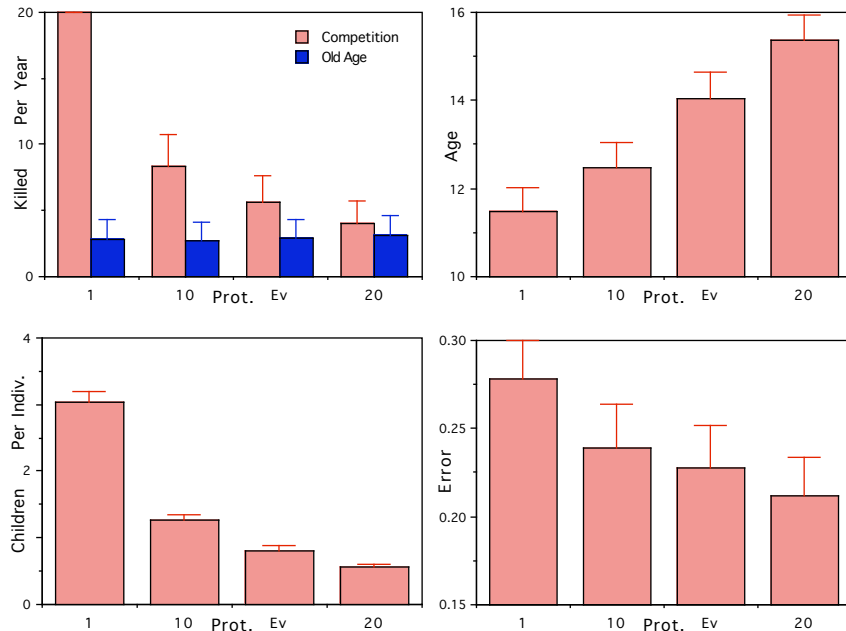 20
10
0
Killed Per Year
Competition
Old Age
1 10 Prot. Ev 20
16
14
12
10
Age
1 10 Prot. Ev 20
4
2
0
Children Per Indiv.
1 10 Prot. Ev 20
0.30
0.25
0.20
0.15
Error
1 10 Prot. Ev 20